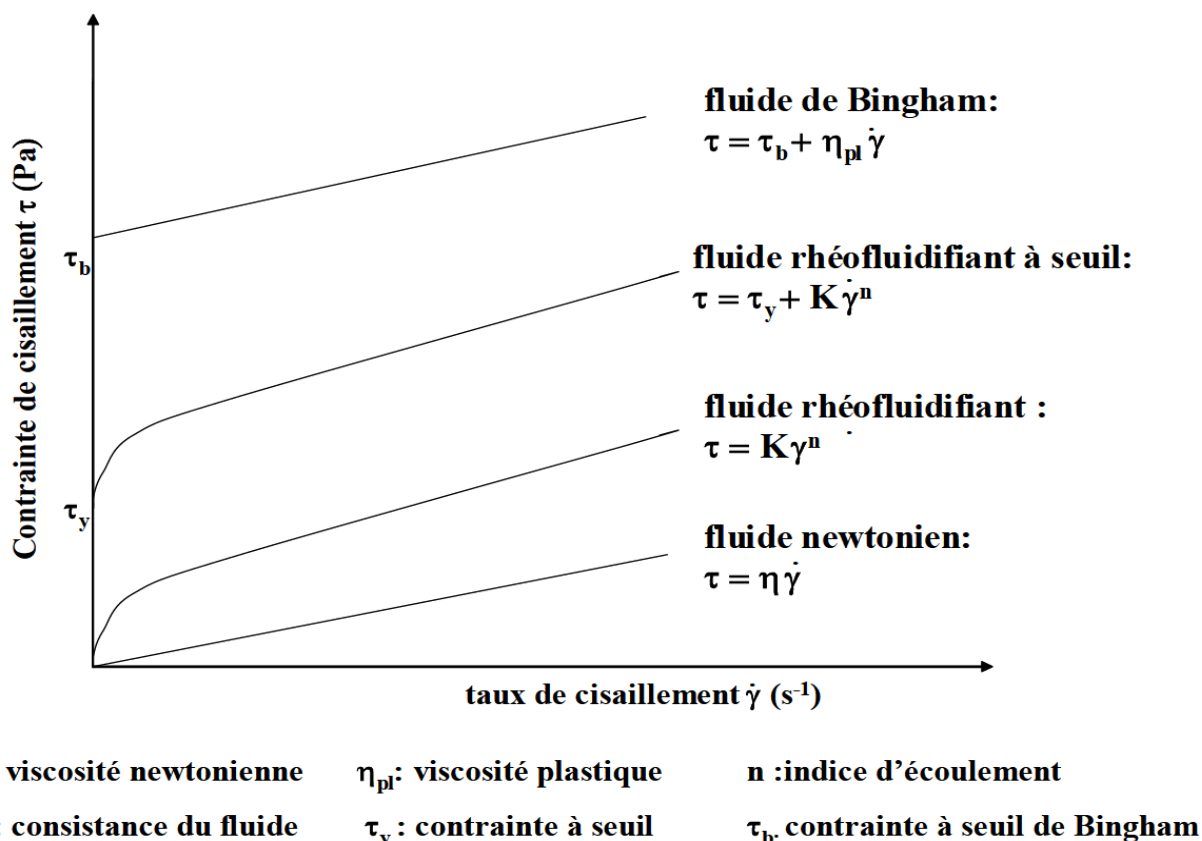 Contrainte de cisaillement τ (Pa)
fluide de Bingham:
τ = τb + ηpl γ̇
τb
fluide rhéofluidifiant à seuil:
τ = τy + K γ̇ⁿ
fluide rhéofluidifiant :
τ = Kγⁿ
τy
fluide newtonien:
τ = η γ̇
taux de cisaillement γ̇ (s⁻¹)
viscosité newtonienne ηpl: viscosité plastique n :indice d’écoulement
: consistance du fluide τy : contrainte à seuil τb: contrainte à seuil de Bingham